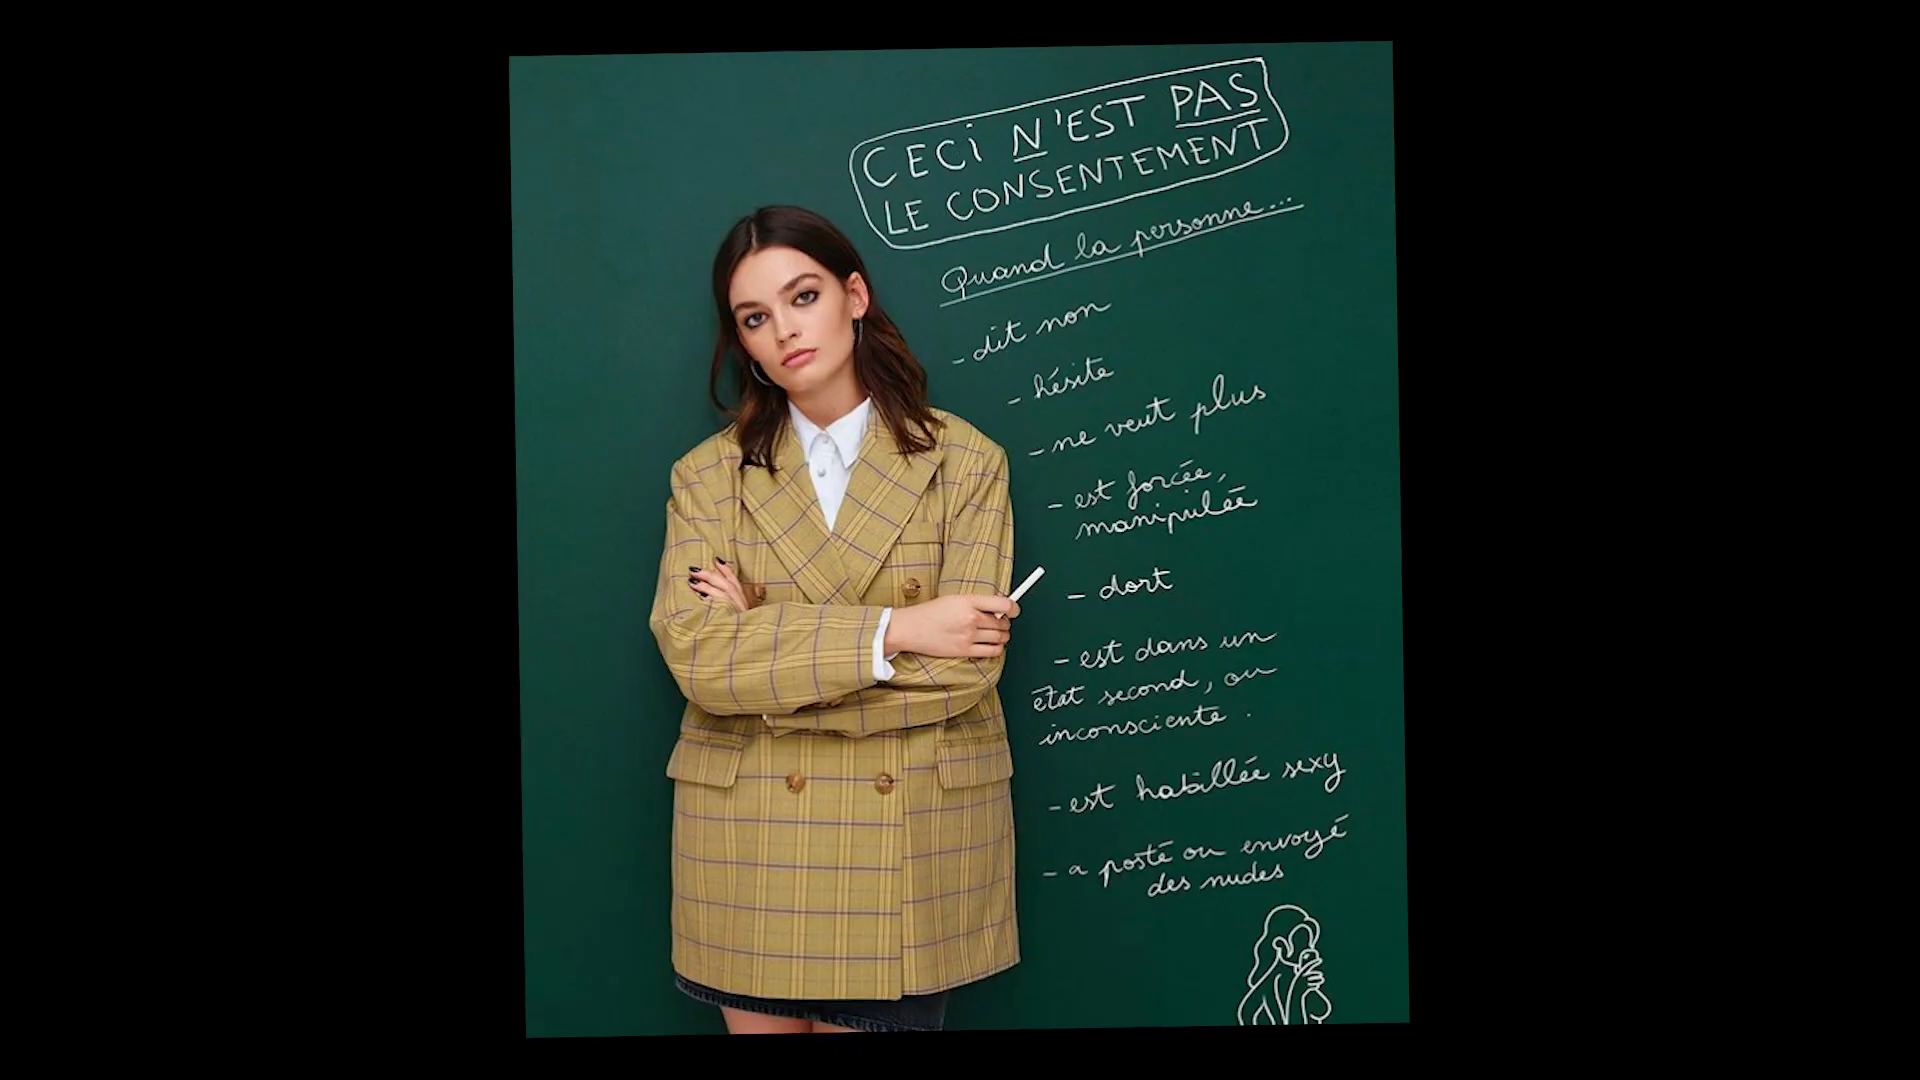 CECI N'EST PAS
LE CONSENTEMENT
Quand la personne...
- dit non
- hésite
- ne veut plus
- est forcée,
manipulée
- dort
- est dans un
état second, ou
inconsciente.
- est habillée sexy
- a posté ou envoyé
des nudes